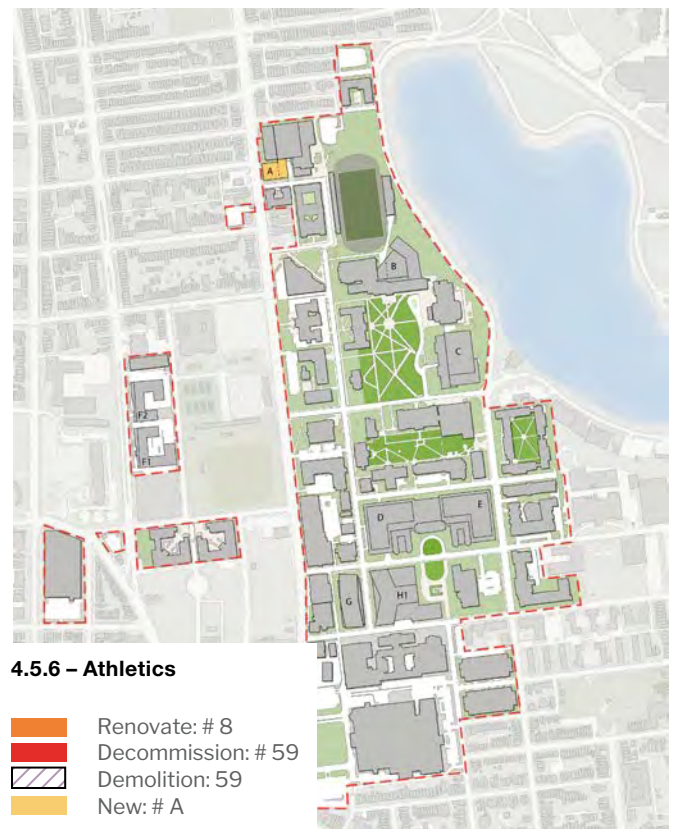 A
B
C
F2
F1
D
E
G
H1
4.5.6 – Athletics
Renovate: # 8
Decommission: # 59
Demolition: 59
New: # A